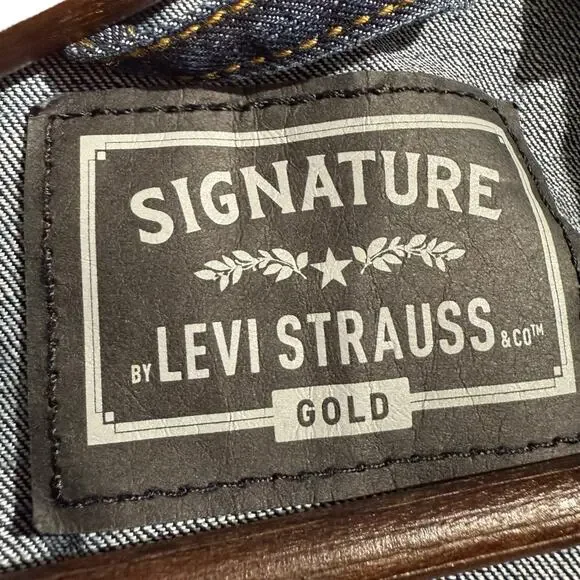 SIGNATURE
BY LEVI STRAUSS & CO™
GOLD